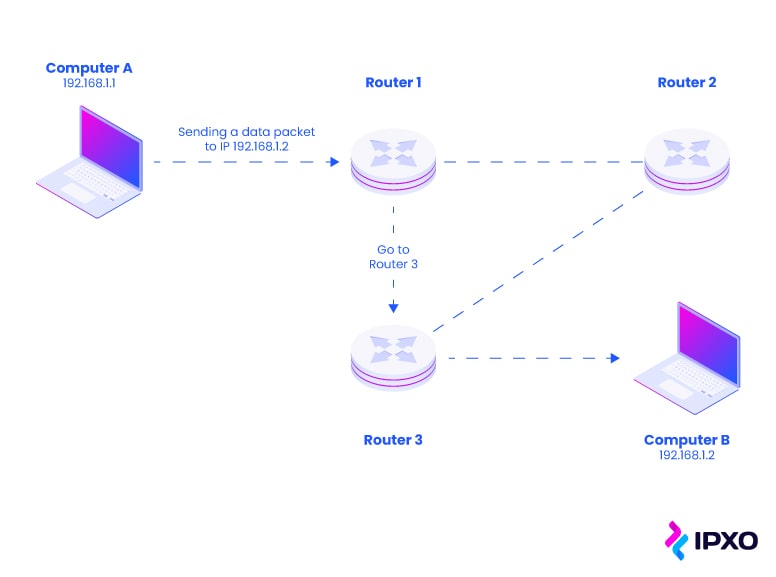 Computer A
192.168.1.1
Router 1
Router 2
Sending a data packet
to IP 192.168.1.2
Go to
Router 3
Router 3
Computer B
192.168.1.2
IPXO